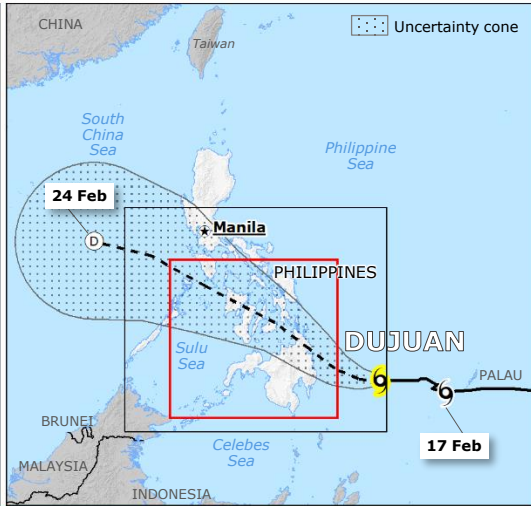 CHINA
Uncertainty cone
Taiwan
South
China
Sea
Philippine
Sea
24 Feb
D
Manila
PHILIPPINES
DUJUAN
Sulu
Sea
PALAU
BRUNEI
17 Feb
Celebes
Sea
MALAYSIA
INDONESIA